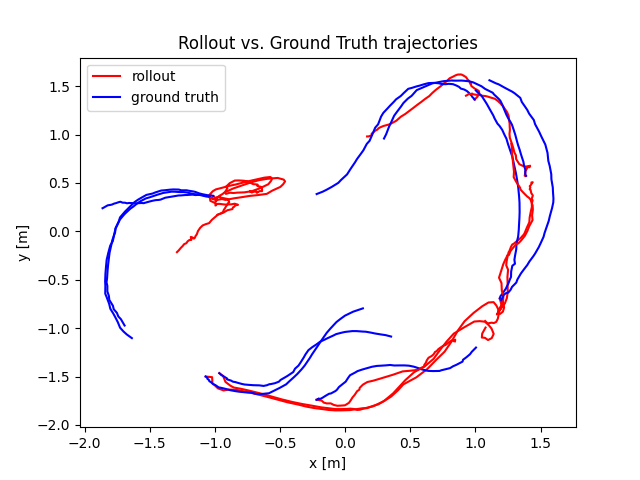 Rollout vs. Ground Truth trajectories
rollout
ground truth
y [m]
1.5
1.0
0.5
0.0
−0.5
−1.0
−1.5
−2.0
−2.0 −1.5 −1.0 −0.5 0.0 0.5 1.0 1.5
x [m]